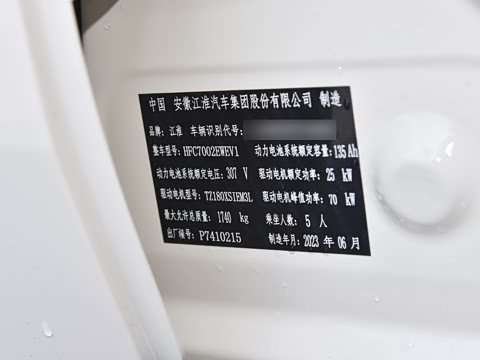 中国 安徽江淮汽车集团股份有限公司 制造
品牌：江淮 车辆识别代号：
整车型号：HFC7002EWEV1 动力电池系统额定容量：135Ah
动力电池系统额定电压：307 V 驱动电机额定功率：25 kW
驱动电机型号：TZ180XSIEM3L 驱动电机峰值功率：70 kW
最大允许总质量：1740 kg 乘坐人数：5 人
出厂编号：P7410215 制造年月：2023 年 06 月